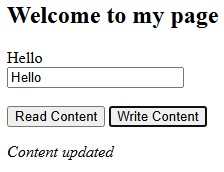 Welcome to my page
Hello
Hello
Read Content Write Content
Content updated